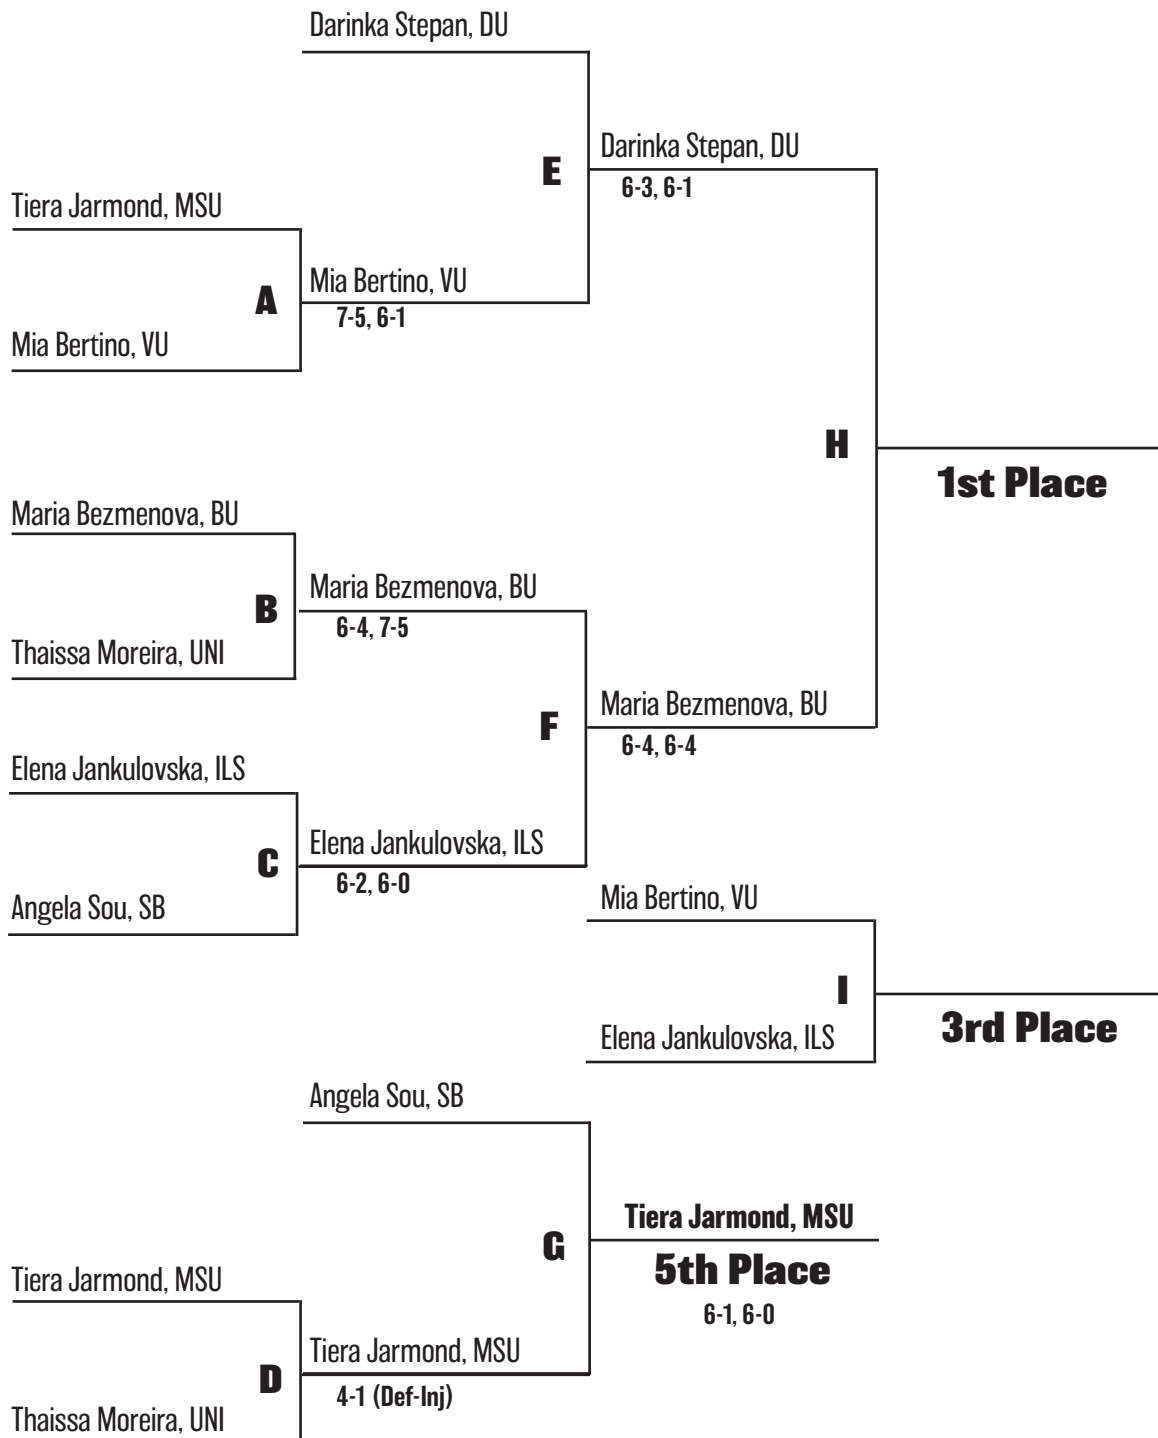 Darinka Stepan, DU
E
Darinka Stepan, DU
6-3, 6-1
Tiera Jarmond, MSU
A
Mia Bertino, VU
7-5, 6-1
Mia Bertino, VU
H
1st Place
Maria Bezmenova, BU
B
Maria Bezmenova, BU
6-4, 7-5
Thaissa Moreira, UNI
F
Maria Bezmenova, BU
6-4, 6-4
Elena Jankulovska, ILS
C
Elena Jankulovska, ILS
6-2, 6-0
Angela Sou, SB
Mia Bertino, VU
I
3rd Place
Elena Jankulovska, ILS
Angela Sou, SB
G
Tiera Jarmond, MSU
5th Place
6-1, 6-0
Tiera Jarmond, MSU
D
Tiera Jarmond, MSU
4-1 (Def-Inj)
Thaissa Moreira, UNI